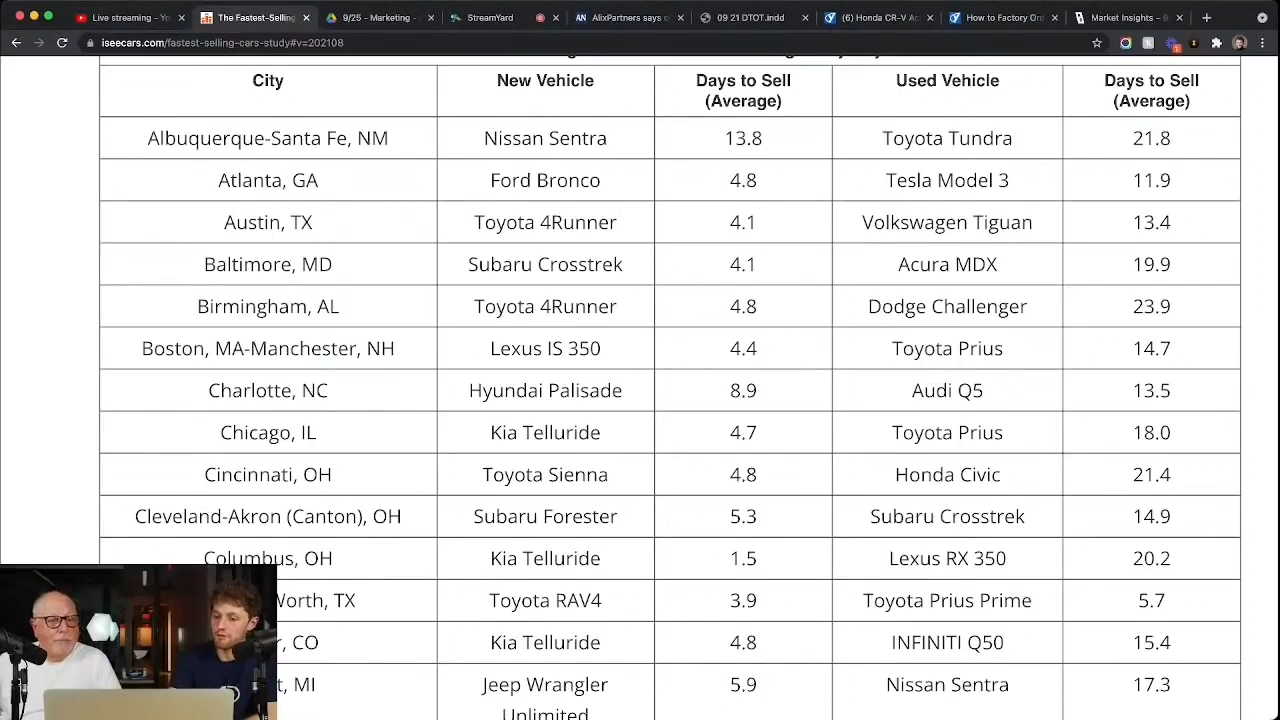 Live streaming – Yo
The Fastest-Selling
9/25 - Marketing -
StreamYard
AlixPartners says c
09 21 DTOT.indd
(6) Honda CR-V Ac
How to Factory Ord
Market Insights – B
iseecars.com/fastest-selling-cars-study#v=202108
City New Vehicle Days to Sell (Average) Used Vehicle Days to Sell (Average)
Albuquerque-Santa Fe, NM Nissan Sentra 13.8 Toyota Tundra 21.8
Atlanta, GA Ford Bronco 4.8 Tesla Model 3 11.9
Austin, TX Toyota 4Runner 4.1 Volkswagen Tiguan 13.4
Baltimore, MD Subaru Crosstrek 4.1 Acura MDX 19.9
Birmingham, AL Toyota 4Runner 4.8 Dodge Challenger 23.9
Boston, MA-Manchester, NH Lexus IS 350 4.4 Toyota Prius 14.7
Charlotte, NC Hyundai Palisade 8.9 Audi Q5 13.5
Chicago, IL Kia Telluride 4.7 Toyota Prius 18.0
Cincinnati, OH Toyota Sienna 4.8 Honda Civic 21.4
Cleveland-Akron (Canton), OH Subaru Forester 5.3 Subaru Crosstrek 14.9
Columbus, OH Kia Telluride 1.5 Lexus RX 350 20.2
Worth, TX Toyota RAV4 3.9 Toyota Prius Prime 5.7
CO Kia Telluride 4.8 INFINITI Q50 15.4
MI Jeep Wrangler Unlimited 5.9 Nissan Sentra 17.3